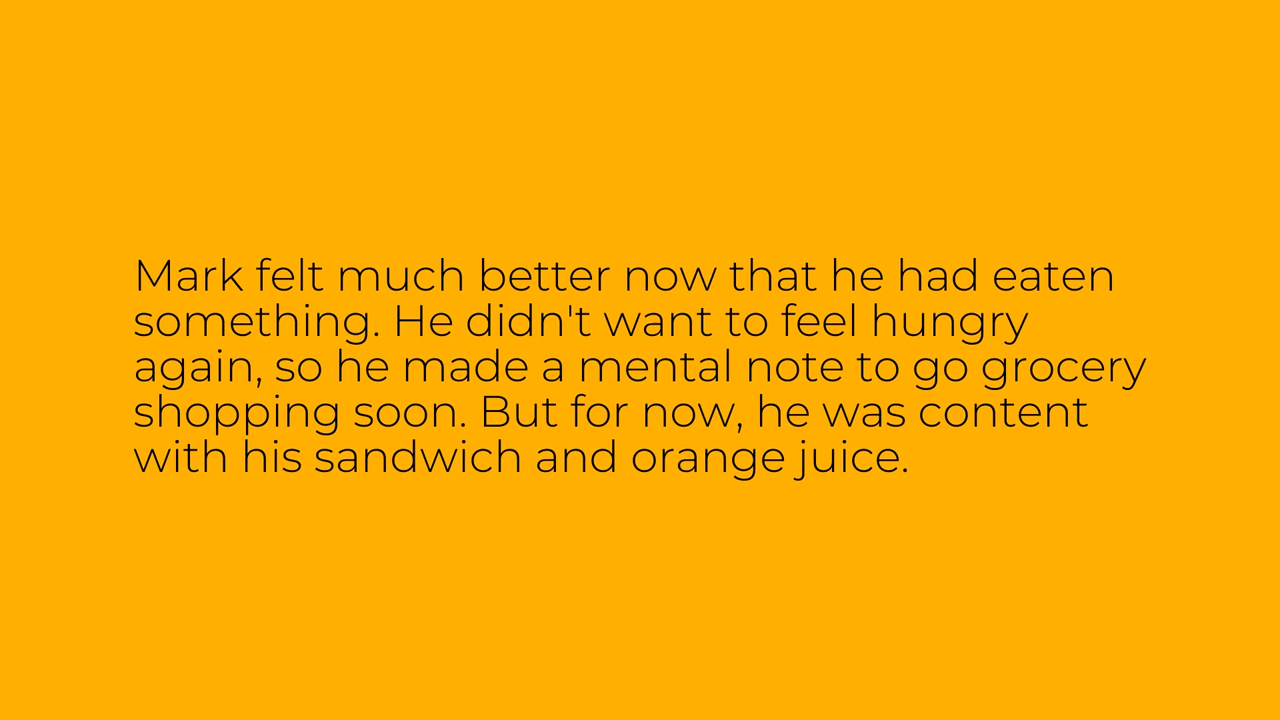 Mark felt much better now that he had eaten
something. He didn't want to feel hungry
again, so he made a mental note to go grocery
shopping soon. But for now, he was content
with his sandwich and orange juice.